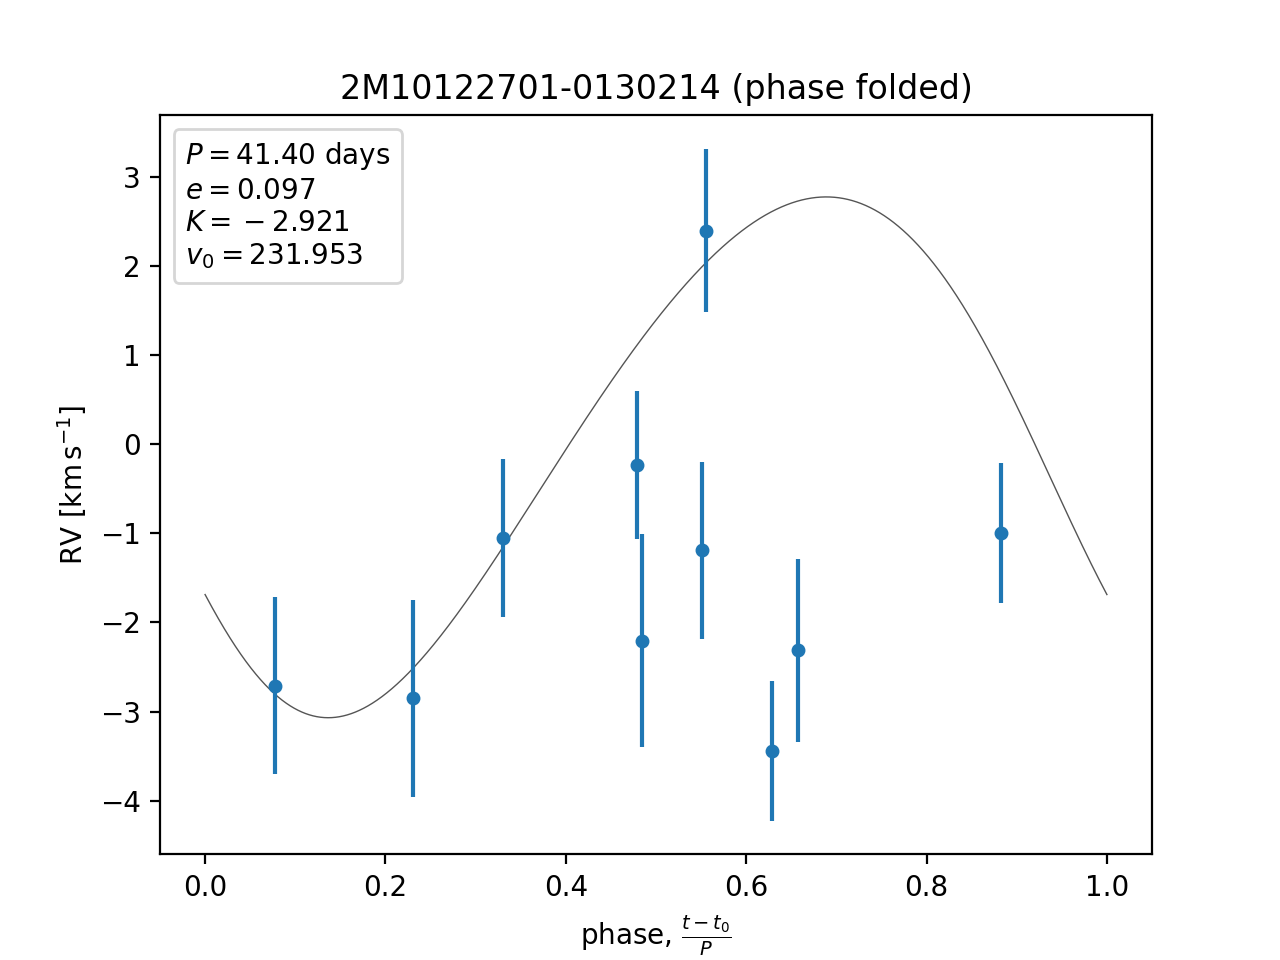 2M10122701-0130214 (phase folded)
P = 41.40 days
e = 0.097
K = −2.921
v₀ = 231.953
3
2
1
0
−1
−2
−3
−4
RV [km s⁻¹]
0.0 0.2 0.4 0.6 0.8 1.0
phase, (t − t₀)/P